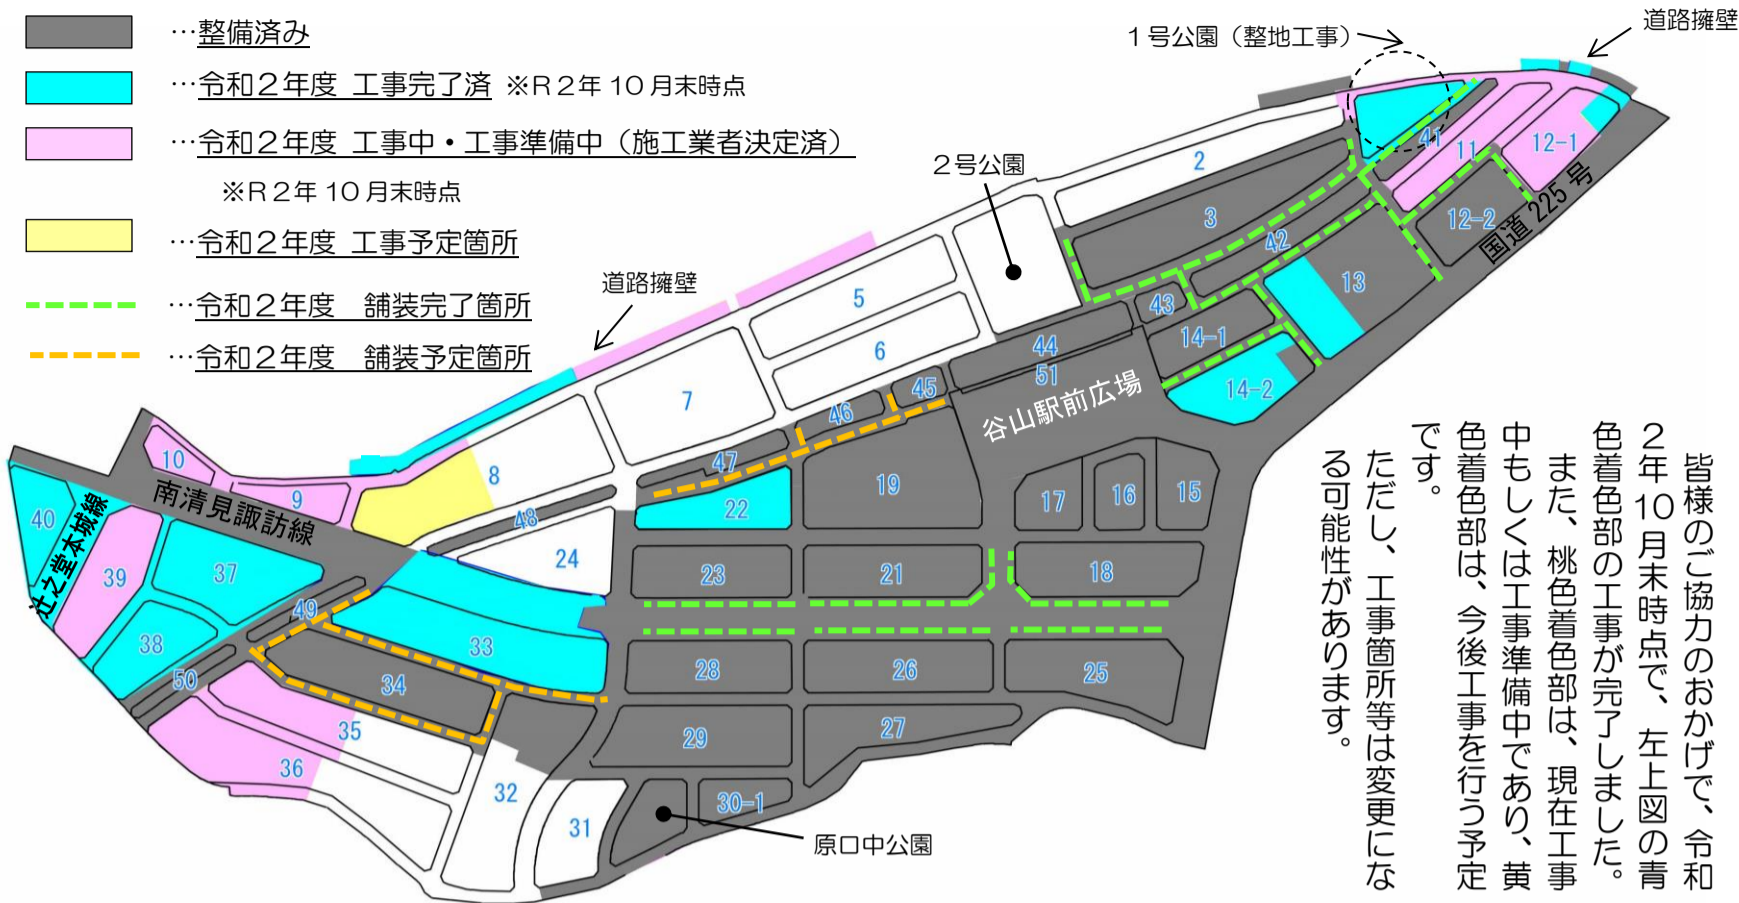 …整備済み
…令和２年度 工事完了済 ※R２年 10 月末時点
…令和２年度 工事中・工事準備中（施工業者決定済）
※R２年 10 月末時点
…令和２年度 工事予定箇所
…令和２年度 舗装完了箇所
…令和２年度 舗装予定箇所
１号公園（整地工事）
道路擁壁
２号公園
道路擁壁
国道 225 号
谷山駅前広場
南清見諏訪線
辻之堂本城線
原口中公園
2
3
5
6
7
8
9
10
11
12-1
12-2
13
14-1
14-2
15
16
17
18
19
21
22
23
24
25
26
27
28
29
30-1
31
32
33
34
35
36
37
38
39
40
41
42
43
44
45
46
47
48
49
50
51
皆様のご協力のおかげで、令和
２年10月末時点で、左上図の青
色着色部の工事が完了しました。
また、桃色着色部は、現在工事
中もしくは工事準備中であり、黄
色着色部は、今後工事を行う予定
です。
ただし、工事箇所等は変更にな
る可能性があります。